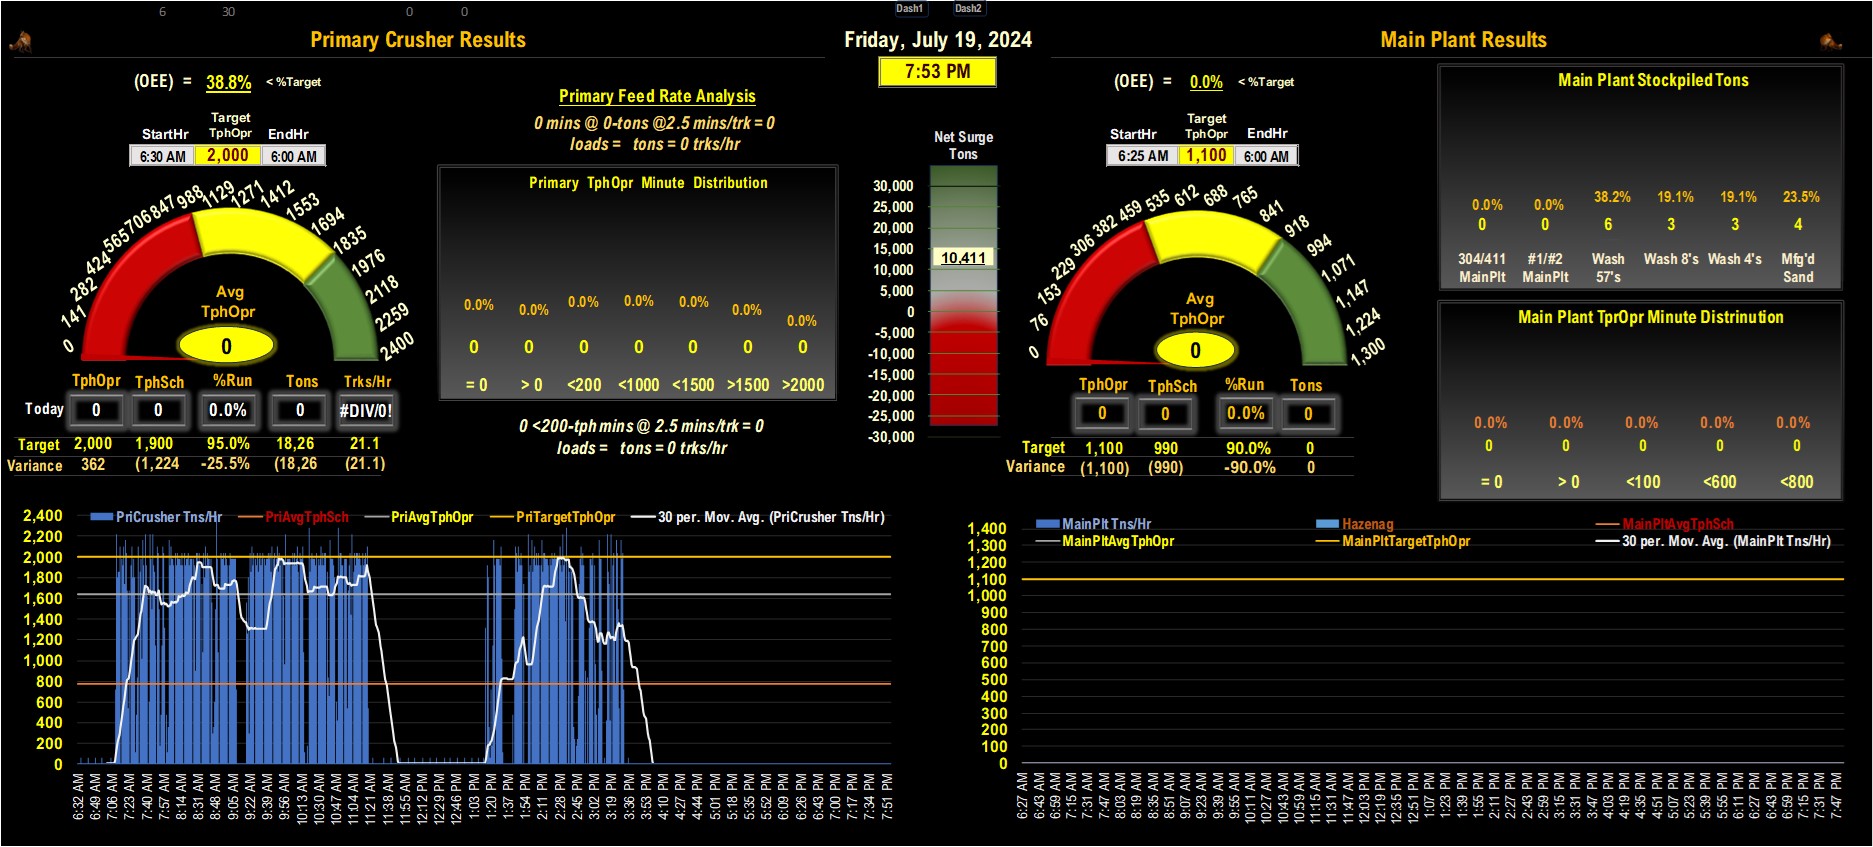 6 30 0 0
Dash1 Dash2
Primary Crusher Results
Friday, July 19, 2024
Main Plant Results
7:53 PM
(OEE) = 38.8% < %Target
Target
StartHr TphOpr EndHr
6:30 AM 2,000 6:00 AM
0 141 282 424 565 706 847 988 1129 1271 1412 1553 1694 1835 1976 2118 2259 2400
Avg
TphOpr
0
TphOpr TphSch %Run Tons Trks/Hr
Today 0 0 0.0% 0 #DIV/0!
Target 2,000 1,900 95.0% 18,26 21.1
Variance 362 (1,224 -25.5% (18,26 (21.1)
Primary Feed Rate Analysis
0 mins @ 0-tons @2.5 mins/trk = 0
loads = tons = 0 trks/hr
Primary TphOpr Minute Distribution
0.0% 0.0% 0.0% 0.0% 0.0% 0.0% 0.0%
0 0 0 0 0 0 0
= 0 > 0 <200 <1000 <1500 >1500 >2000
0 <200-tph mins @ 2.5 mins/trk = 0
loads = tons = 0 trks/hr
Net Surge
Tons
30,000
25,000
20,000
15,000
10,411
10,000
5,000
0
-5,000
-10,000
-15,000
-20,000
-25,000
-30,000
(OEE) = 0.0% < %Target
Target
StartHr TphOpr EndHr
6:25 AM 1,100 6:00 AM
0 76 153 229 306 382 459 535 612 688 765 841 918 994 1,071 1,147 1,224 1,300
Avg
TphOpr
0
TphOpr TphSch %Run Tons
0 0 0.0% 0
Target 1,100 990 90.0% 0
Variance (1,100) (990) -90.0% 0
Main Plant Stockpiled Tons
0.0% 0.0% 38.2% 19.1% 19.1% 23.5%
0 0 6 3 3 4
304/411 #1/#2 Wash Wash 8's Wash 4's Mfg'd
MainPlt MainPlt 57's Sand
Main Plant TprOpr Minute Distrinution
0.0% 0.0% 0.0% 0.0% 0.0%
0 0 0 0 0
= 0 > 0 <100 <600 <800
PriCrusher Tns/Hr PriAvgTphSch PriAvgTphOpr PriTargetTphOpr 30 per. Mov. Avg. (PriCrusher Tns/Hr)
2,400
2,200
2,000
1,800
1,600
1,400
1,200
1,000
800
600
400
200
0
6:32 AM 6:49 AM 7:06 AM 7:23 AM 7:40 AM 7:57 AM 8:14 AM 8:31 AM 8:48 AM 9:05 AM 9:22 AM 9:39 AM 9:56 AM 10:13 AM 10:30 AM 10:47 AM 11:04 AM 11:21 AM 11:38 AM 11:55 AM 12:12 PM 12:29 PM 12:46 PM 1:03 PM 1:20 PM 1:37 PM 1:54 PM 2:11 PM 2:28 PM 2:45 PM 3:02 PM 3:19 PM 3:36 PM 3:53 PM 4:10 PM 4:27 PM 4:44 PM 5:01 PM 5:18 PM 5:35 PM 5:52 PM 6:09 PM 6:26 PM 6:43 PM 7:00 PM 7:17 PM 7:34 PM 7:51 PM
MainPlt Tns/Hr Hazenag MainPltAvgTphSch
MainPltAvgTphOpr MainPltTargetTphOpr 30 per. Mov. Avg. (MainPlt Tns/Hr)
1,400
1,300
1,200
1,100
1,000
900
800
700
600
500
400
300
200
100
0
6:27 AM 6:43 AM 6:59 AM 7:15 AM 7:31 AM 7:47 AM 8:03 AM 8:19 AM 8:35 AM 8:51 AM 9:07 AM 9:23 AM 9:39 AM 9:55 AM 10:11 AM 10:27 AM 10:43 AM 10:59 AM 11:15 AM 11:31 AM 11:47 AM 12:03 PM 12:19 PM 12:35 PM 12:51 PM 1:07 PM 1:23 PM 1:39 PM 1:55 PM 2:11 PM 2:27 PM 2:43 PM 2:59 PM 3:15 PM 3:31 PM 3:47 PM 4:03 PM 4:19 PM 4:35 PM 4:51 PM 5:07 PM 5:23 PM 5:39 PM 5:55 PM 6:11 PM 6:27 PM 6:43 PM 6:59 PM 7:15 PM 7:31 PM 7:47 PM